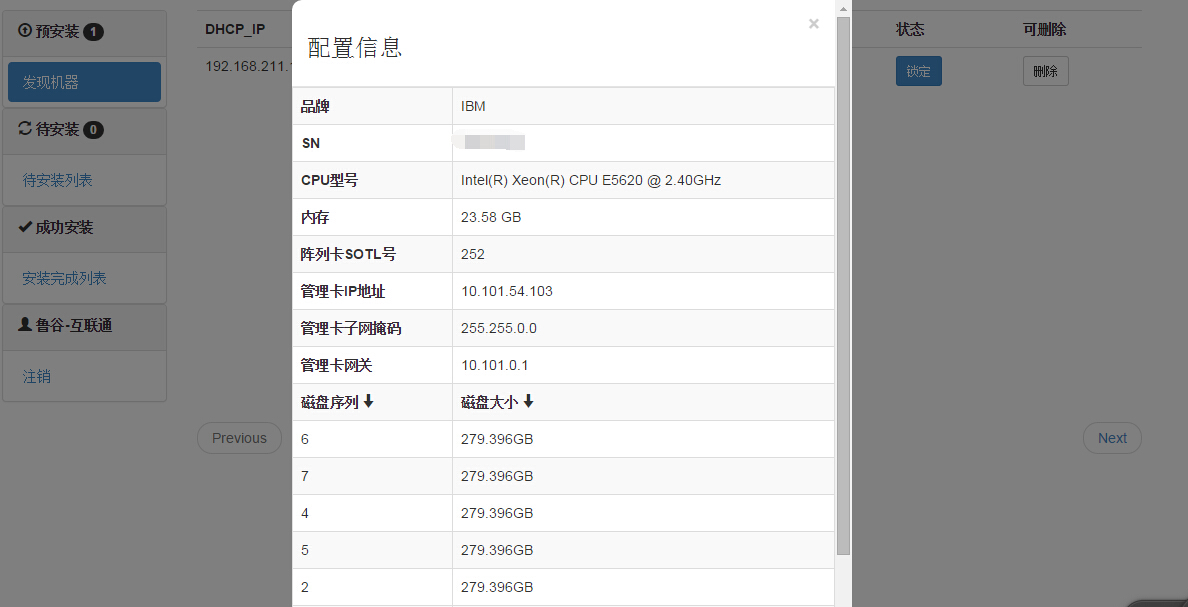 预安装 1
发现机器
待安装 0
待安装列表
成功安装
安装完成列表
鲁谷-互联通
注销
DHCP_IP 状态 可删除
192.168.211. 锁定 删除
Previous Next
×
配置信息
品牌 IBM
SN
CPU型号 Intel(R) Xeon(R) CPU E5620 @ 2.40GHz
内存 23.58 GB
阵列卡SOTL号 252
管理卡IP地址 10.101.54.103
管理卡子网掩码 255.255.0.0
管理卡网关 10.101.0.1
磁盘序列 磁盘大小
6 279.396GB
7 279.396GB
4 279.396GB
5 279.396GB
2 279.396GB